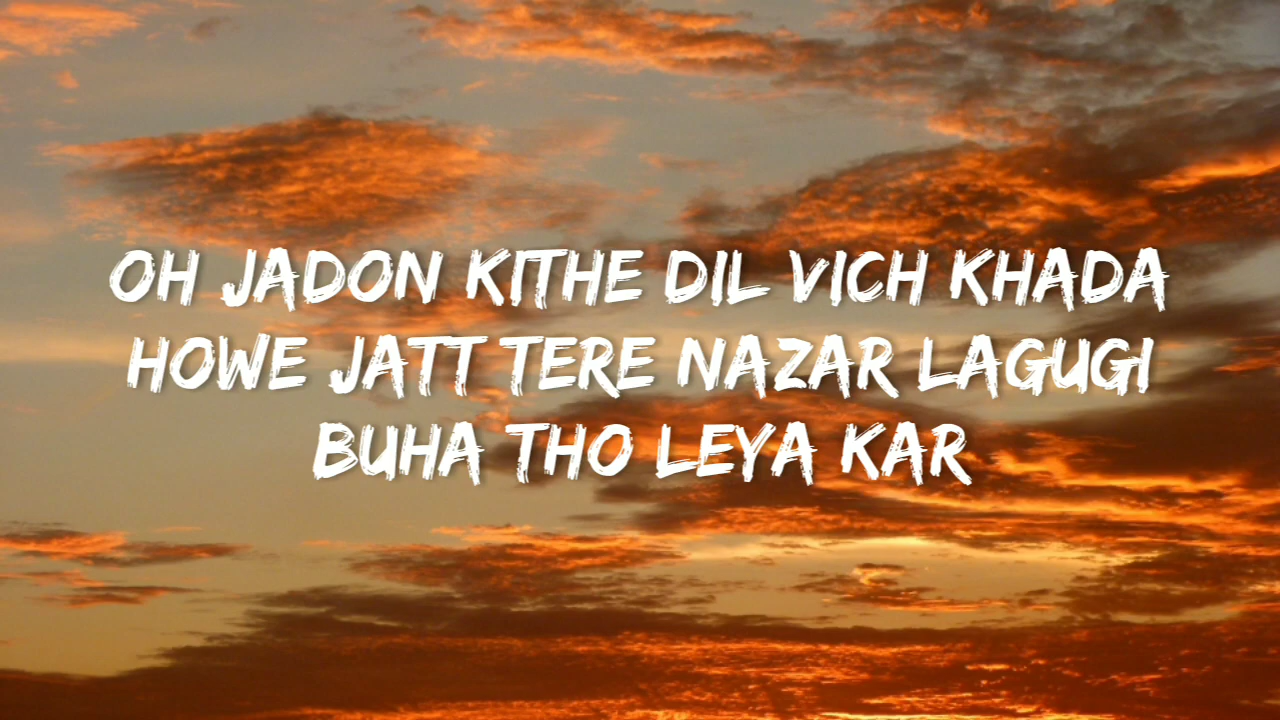 OH JADON KITHE DIL VICH KHADA
HOWE JATT TERE NAZAR LAGUGI
BUHA THO LEYA KAR